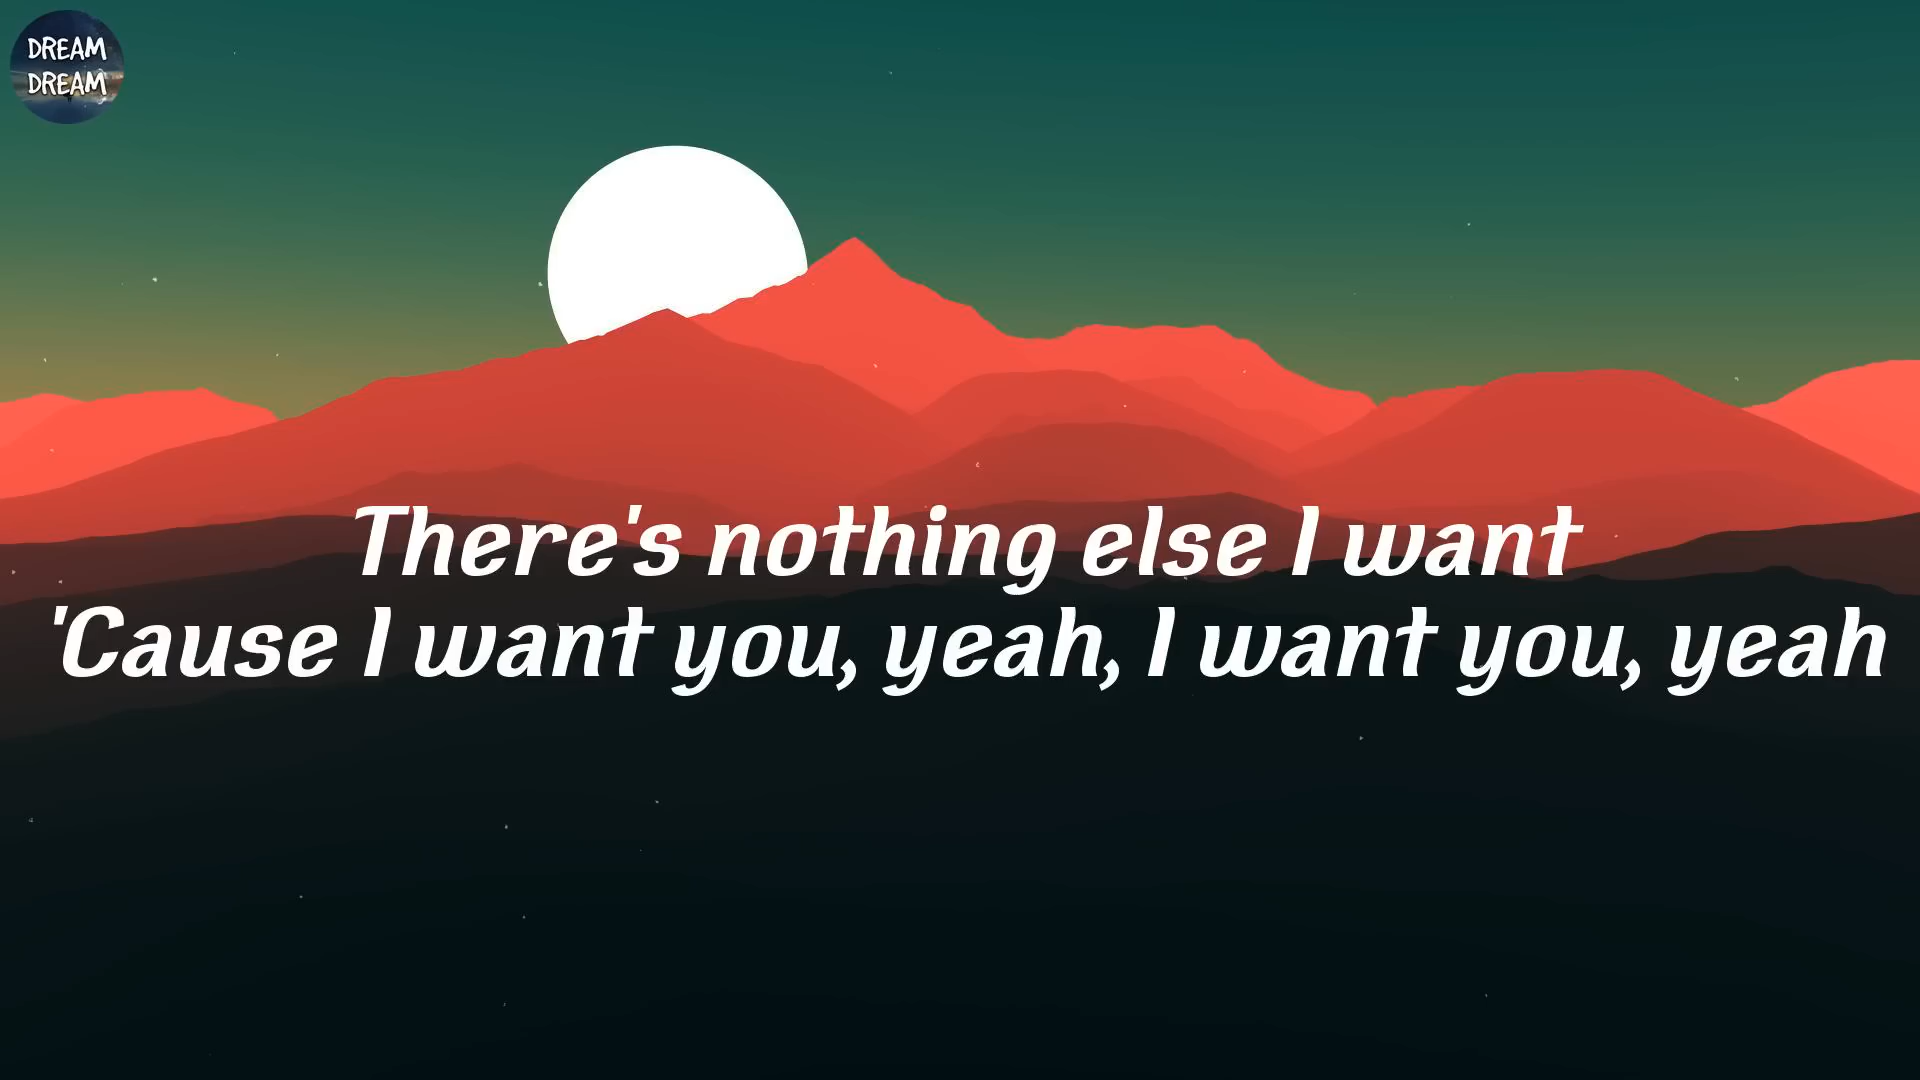 DREAM
DREAM
There's nothing else I want
'Cause I want you, yeah, I want you, yeah